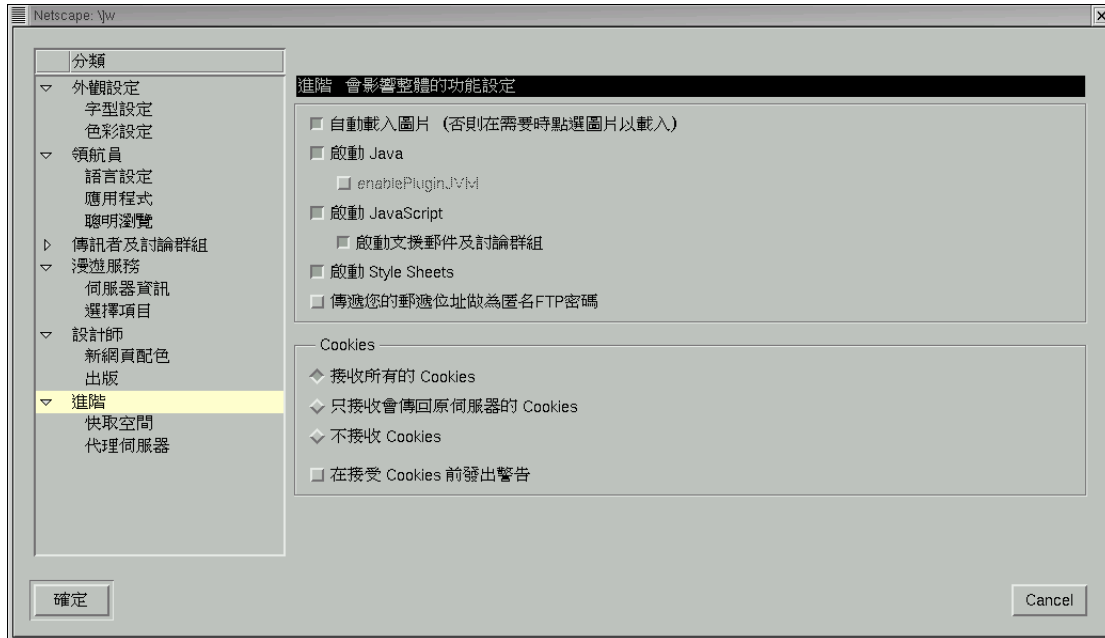 Netscape: \]w
分類
外觀設定
字型設定
色彩設定
領航員
語言設定
應用程式
聰明瀏覽
傳訊者及討論群組
漫遊服務
伺服器資訊
選擇項目
設計師
新網頁配色
出版
進階
快取空間
代理伺服器
進階 會影響整體的功能設定
自動載入圖片 (否則在需要時點選圖片以載入)
啟動 Java
enablePluginJVM
啟動 JavaScript
啟動支援郵件及討論群組
啟動 Style Sheets
傳遞您的郵遞位址做為匿名FTP密碼
Cookies
接收所有的 Cookies
只接收會傳回原伺服器的 Cookies
不接收 Cookies
在接受 Cookies 前發出警告
確定
Cancel